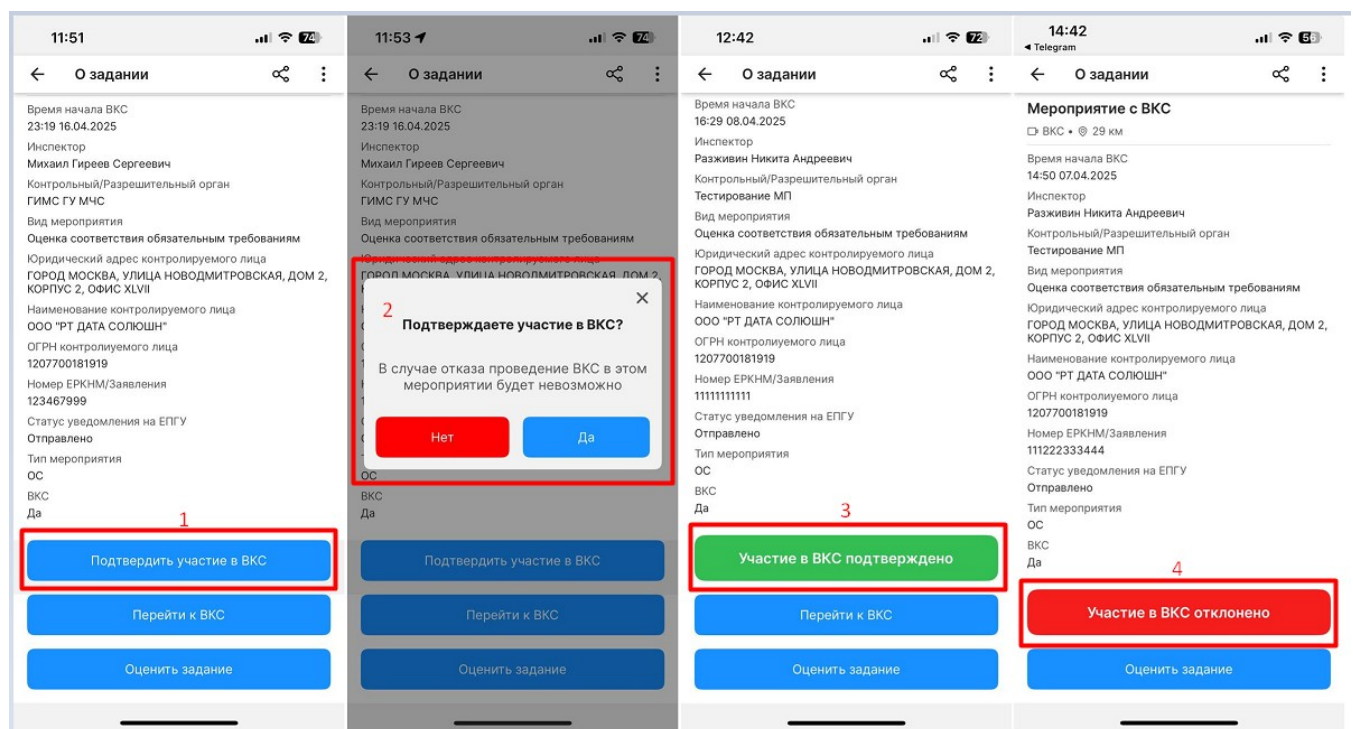 11:51
74
О задании
Время начала ВКС
23:19 16.04.2025
Инспектор
Михаил Гиреев Сергеевич
Контрольный/Разрешительный орган
ГИМС ГУ МЧС
Вид мероприятия
Оценка соответствия обязательным требованиям
Юридический адрес контролируемого лица
ГОРОД МОСКВА, УЛИЦА НОВОДМИТРОВСКАЯ, ДОМ 2,
КОРПУС 2, ОФИС XLVII
Наименование контролируемого лица
ООО "РТ ДАТА СОЛЮШН"
ОГРН контролиуемого лица
1207700181919
Номер ЕРКНМ/Заявления
123467999
Статус уведомления на ЕПГУ
Отправлено
Тип мероприятия
ОС
ВКС
Да
1
Подтвердить участие в ВКС
Перейти к ВКС
Оценить задание
11:53
72
О задании
Время начала ВКС
23:19 16.04.2025
Инспектор
Михаил Гиреев Сергеевич
Контрольный/Разрешительный орган
ГИМС ГУ МЧС
Вид мероприятия
Оценка соответствия обязательным требованиям
Юридический адрес контролируемого лица
ГОРОД МОСКВА, УЛИЦА НОВОДМИТРОВСКАЯ, ДОМ 2,
2
Подтверждаете участие в ВКС?
В случае отказа проведение ВКС в этом
мероприятии будет невозможно
Нет
Да
ОС
ВКС
Да
Подтвердить участие в ВКС
Перейти к ВКС
Оценить задание
12:42
72
О задании
Время начала ВКС
16:29 08.04.2025
Инспектор
Разживин Никита Андреевич
Контрольный/Разрешительный орган
Тестирование МП
Вид мероприятия
Оценка соответствия обязательным требованиям
Юридический адрес контролируемого лица
ГОРОД МОСКВА, УЛИЦА НОВОДМИТРОВСКАЯ, ДОМ 2,
КОРПУС 2, ОФИС XLVII
Наименование контролируемого лица
ООО "РТ ДАТА СОЛЮШН"
ОГРН контролиуемого лица
1207700181919
Номер ЕРКНМ/Заявления
11111111111
Статус уведомления на ЕПГУ
Отправлено
Тип мероприятия
ОС
ВКС
Да
3
Участие в ВКС подтверждено
Перейти к ВКС
Оценить задание
14:42
Telegram
56
О задании
Мероприятие с ВКС
ВКС • 29 км
Время начала ВКС
14:50 07.04.2025
Инспектор
Разживин Никита Андреевич
Контрольный/Разрешительный орган
Тестирование МП
Вид мероприятия
Оценка соответствия обязательным требованиям
Юридический адрес контролируемого лица
ГОРОД МОСКВА, УЛИЦА НОВОДМИТРОВСКАЯ, ДОМ 2,
КОРПУС 2, ОФИС XLVII
Наименование контролируемого лица
ООО "РТ ДАТА СОЛЮШН"
ОГРН контролиуемого лица
1207700181919
Номер ЕРКНМ/Заявления
111222333444
Статус уведомления на ЕПГУ
Отправлено
Тип мероприятия
ОС
ВКС
Да
4
Участие в ВКС отклонено
Оценить задание